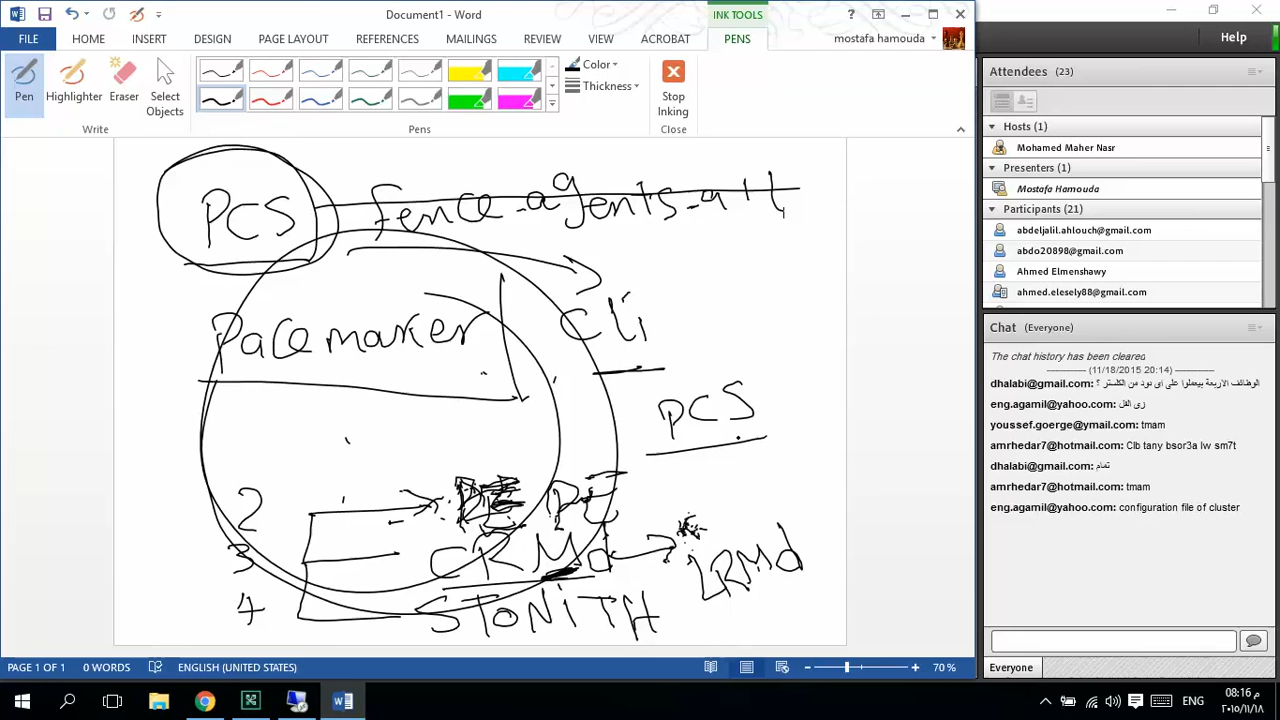 Document1 - Word
INK TOOLS
FILE
HOME
INSERT
DESIGN
PAGE LAYOUT
REFERENCES
MAILINGS
REVIEW
VIEW
ACROBAT
PENS
mostafa hamouda
Help
Pen
Highlighter
Eraser
Select
Objects
Color
Thickness
Stop
Inking
Write
Pens
Close
PCS fence-agents-all
Pacemaker
Cli
PCS
2 PE
3 CRMd LRMd
4 STONITH
PAGE 1 OF 1
0 WORDS
ENGLISH (UNITED STATES)
70 %
Attendees (23)
Hosts (1)
Mohamed Maher Nasr
Presenters (1)
Mostafa Hamouda
Participants (21)
abdeljalil.ahlouch@gmail.com
abdo20898@gmail.com
Ahmed Elmenshawy
ahmed.elesely88@gmail.com
Chat (Everyone)
The chat history has been cleared
(11/18/2015 20:14)
dhalabi@gmail.com: الوظائف الاربعة بيعملوا على اى نود من الكلستر ؟
eng.agamil@yahoo.com: زى الفل
youssef.goerge@ymail.com: tmam
amrhedar7@hotmail.com: Clb tany bsor3a lw sm7t
dhalabi@gmail.com: تمام
amrhedar7@hotmail.com: tmam
eng.agamil@yahoo.com: configuration file of cluster
Everyone
ENG
08:16 م
٢٠١٥/١١/١٨